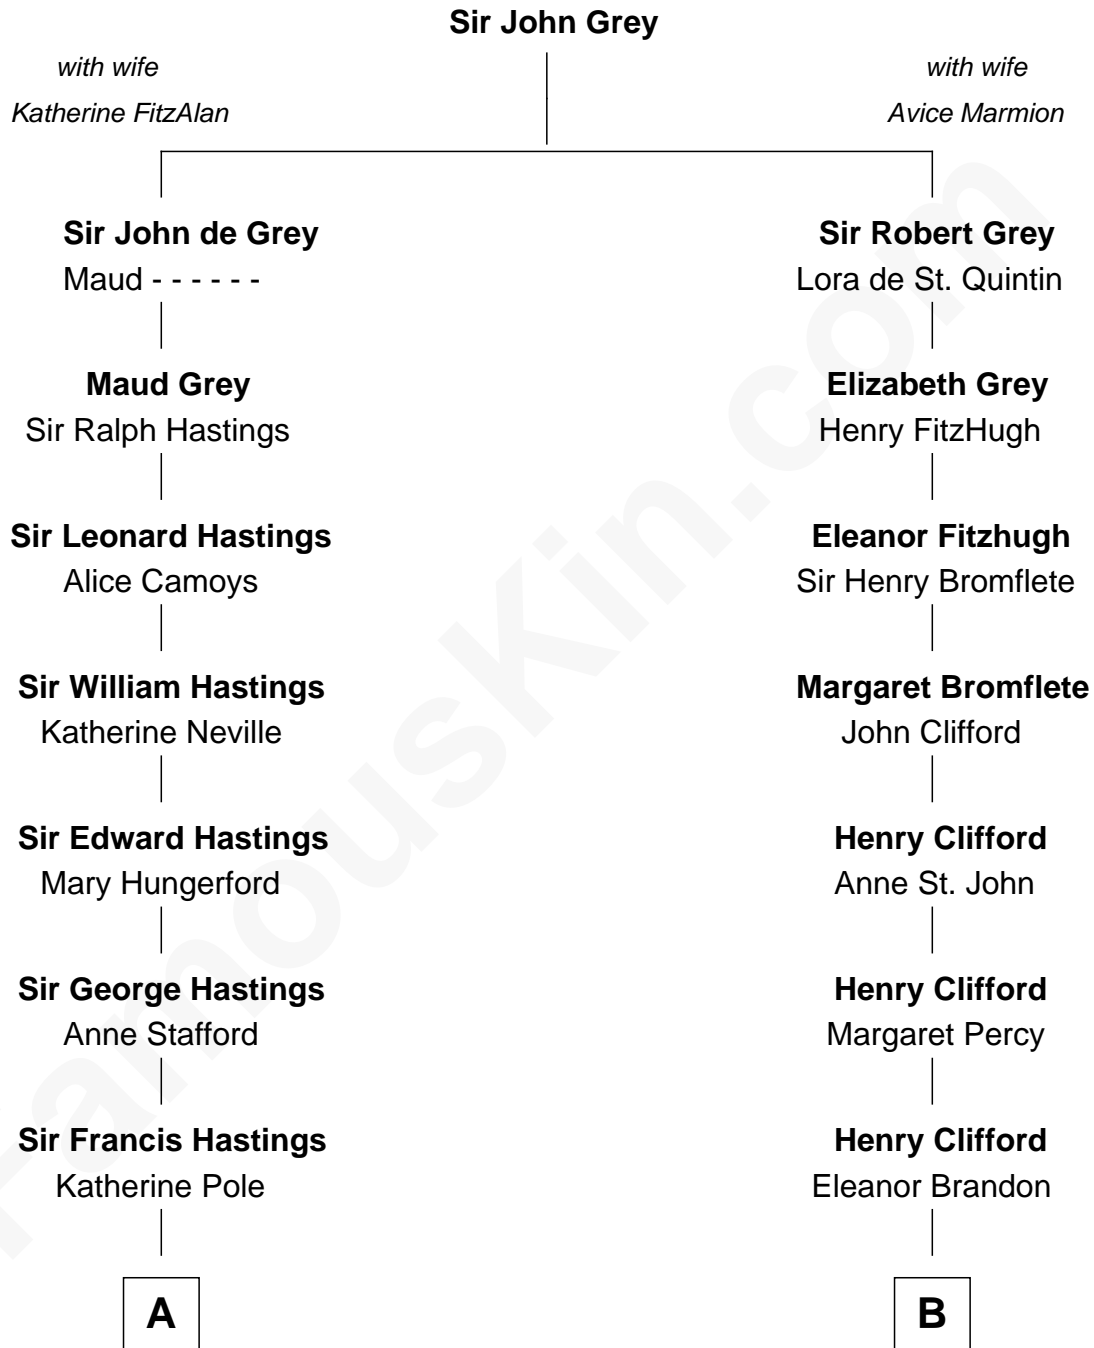 Sir John Grey
with wife
Katherine FitzAlan
with wife
Avice Marmion
Sir John de Grey
Maud - - - - - -
Sir Robert Grey
Lora de St. Quintin
Maud Grey
Sir Ralph Hastings
Elizabeth Grey
Henry FitzHugh
Sir Leonard Hastings
Alice Camoys
Eleanor Fitzhugh
Sir Henry Bromflete
Sir William Hastings
Katherine Neville
Margaret Bromflete
John Clifford
Sir Edward Hastings
Mary Hungerford
Henry Clifford
Anne St. John
Sir George Hastings
Anne Stafford
Henry Clifford
Margaret Percy
Sir Francis Hastings
Katherine Pole
Henry Clifford
Eleanor Brandon
A
B
FamousKin.com